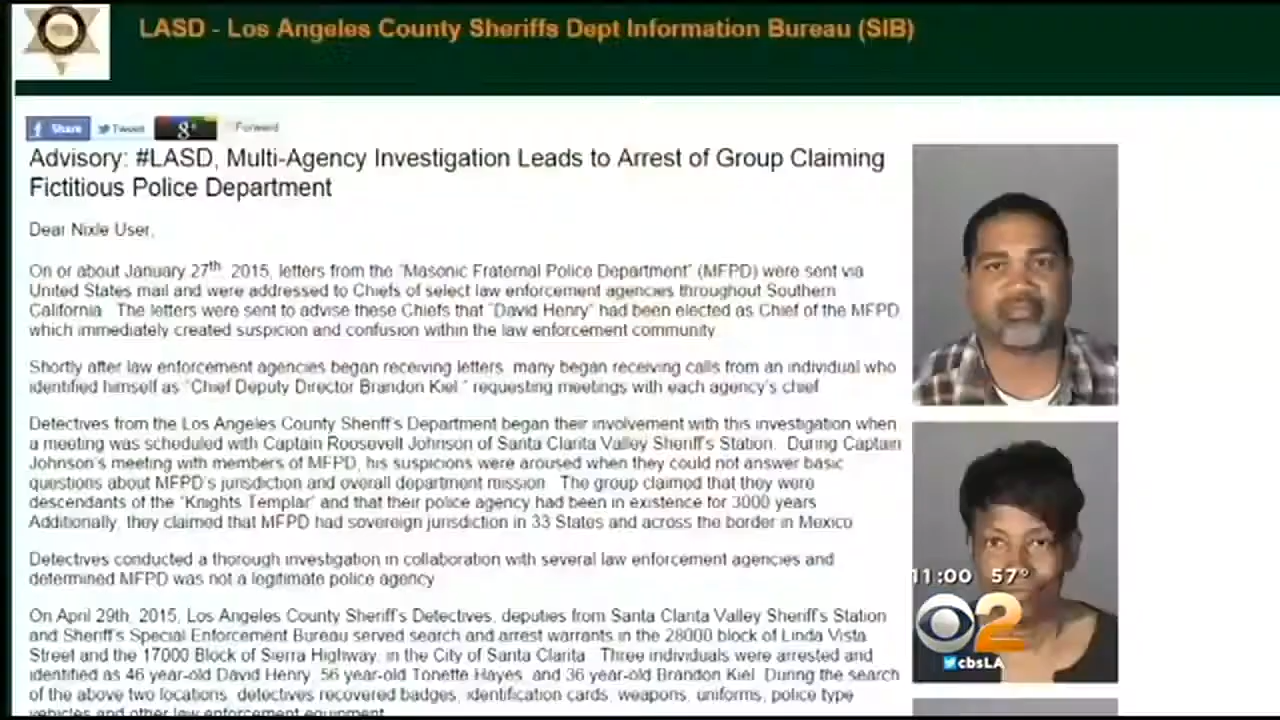 LASD - Los Angeles County Sheriffs Dept Information Bureau (SIB)
Share Tweet 8+ Forward
Advisory: #LASD, Multi-Agency Investigation Leads to Arrest of Group Claiming
Fictitious Police Department
Dear Nixle User,
On or about January 27th, 2015, letters from the "Masonic Fraternal Police Department" (MFPD) were sent via
United States mail and were addressed to Chiefs of select law enforcement agencies throughout Southern
California. The letters were sent to advise these Chiefs that "David Henry" had been elected as Chief of the MFPD
which immediately created suspicion and confusion within the law enforcement community
Shortly after law enforcement agencies began receiving letters, many began receiving calls from an individual who
identified himself as "Chief Deputy Director Brandon Kiel," requesting meetings with each agency's chief
Detectives from the Los Angeles County Sheriff's Department began their involvement with this investigation when
a meeting was scheduled with Captain Roosevelt Johnson of Santa Clarita Valley Sheriff's Station. During Captain
Johnson's meeting with members of MFPD, his suspicions were aroused when they could not answer basic
questions about MFPD's jurisdiction and overall department mission. The group claimed that they were
descendants of the "Knights Templar" and that their police agency had been in existence for 3000 years
Additionally, they claimed that MFPD had sovereign jurisdiction in 33 States and across the border in Mexico
Detectives conducted a thorough investigation in collaboration with several law enforcement agencies and
determined MFPD was not a legitimate police agency
On April 29th, 2015, Los Angeles County Sheriff's Detectives, deputies from Santa Clarita Valley Sheriff's Station
and Sheriff's Special Enforcement Bureau served search and arrest warrants in the 28000 block of Linda Vista
Street and the 17000 Block of Sierra Highway, in the City of Santa Clarita. Three individuals were arrested and
identified as 46 year-old David Henry, 56 year-old Tonette Hayes, and 36 year-old Brandon Kiel. During the search
of the above two locations, detectives recovered badges, identification cards, weapons, uniforms, police type
vehicles and other law enforcement equipment
11:00 57°
2
cbsLA